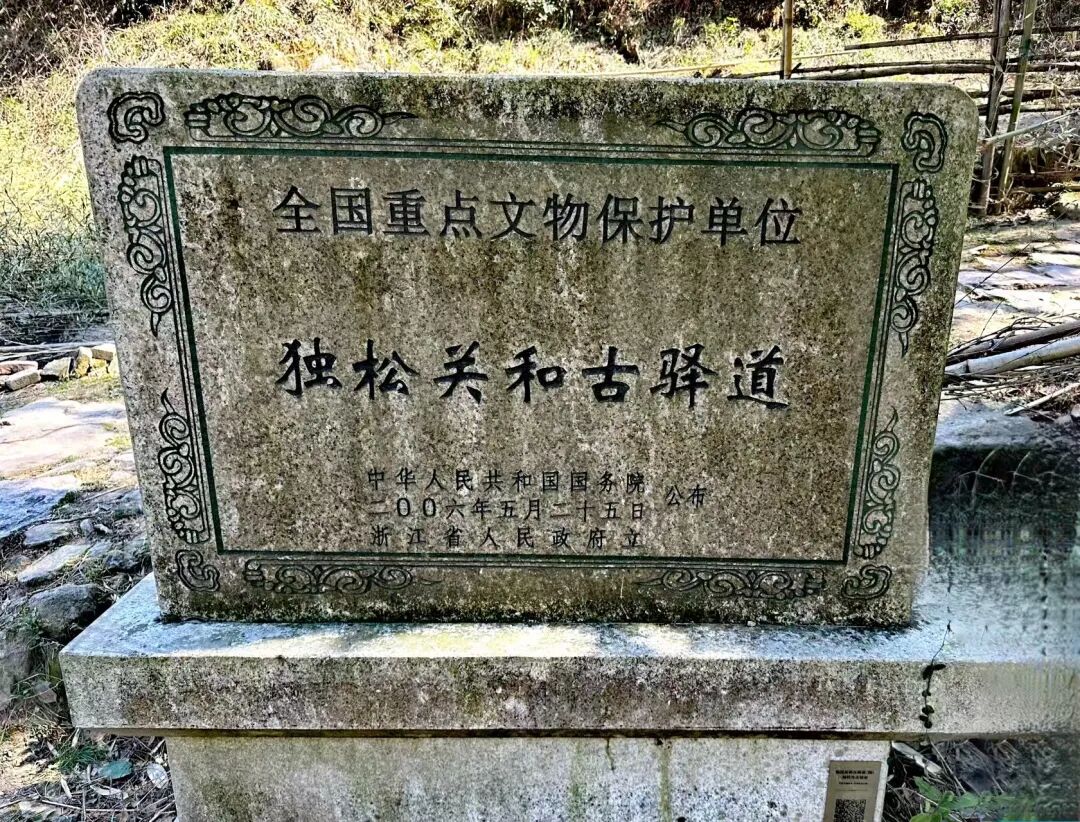 全国重点文物保护单位
独松关和古驿道
中华人民共和国国务院
二〇〇六年五月二十五日
公布
浙江省人民政府立